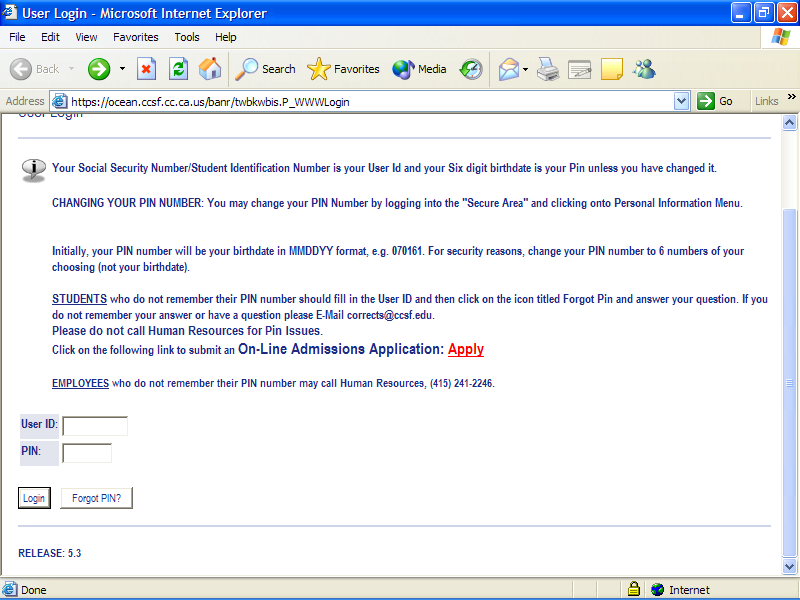 User Login - Microsoft Internet Explorer
File Edit View Favorites Tools Help
Back Search Favorites Media
Address https://ocean.ccsf.cc.ca.us/banr/twbkwbis.P_WWWLogin Go Links »
User Login
Your Social Security Number/Student Identification Number is your User Id and your Six digit birthdate is your Pin unless you have changed it.
CHANGING YOUR PIN NUMBER: You may change your PIN Number by logging into the "Secure Area" and clicking onto Personal Information Menu.
Initially, your PIN number will be your birthdate in MMDDYY format, e.g. 070161. For security reasons, change your PIN number to 6 numbers of your
choosing (not your birthdate).
STUDENTS who do not remember their PIN number should fill in the User ID and then click on the icon titled Forgot Pin and answer your question. If you
do not remember your answer or have a question please E-Mail corrects@ccsf.edu.
Please do not call Human Resources for Pin Issues.
Click on the following link to submit an On-Line Admissions Application: Apply
EMPLOYEES who do not remember their PIN number may call Human Resources, (415) 241-2246.
User ID:
PIN:
Login Forgot PIN?
RELEASE: 5.3
Done Internet